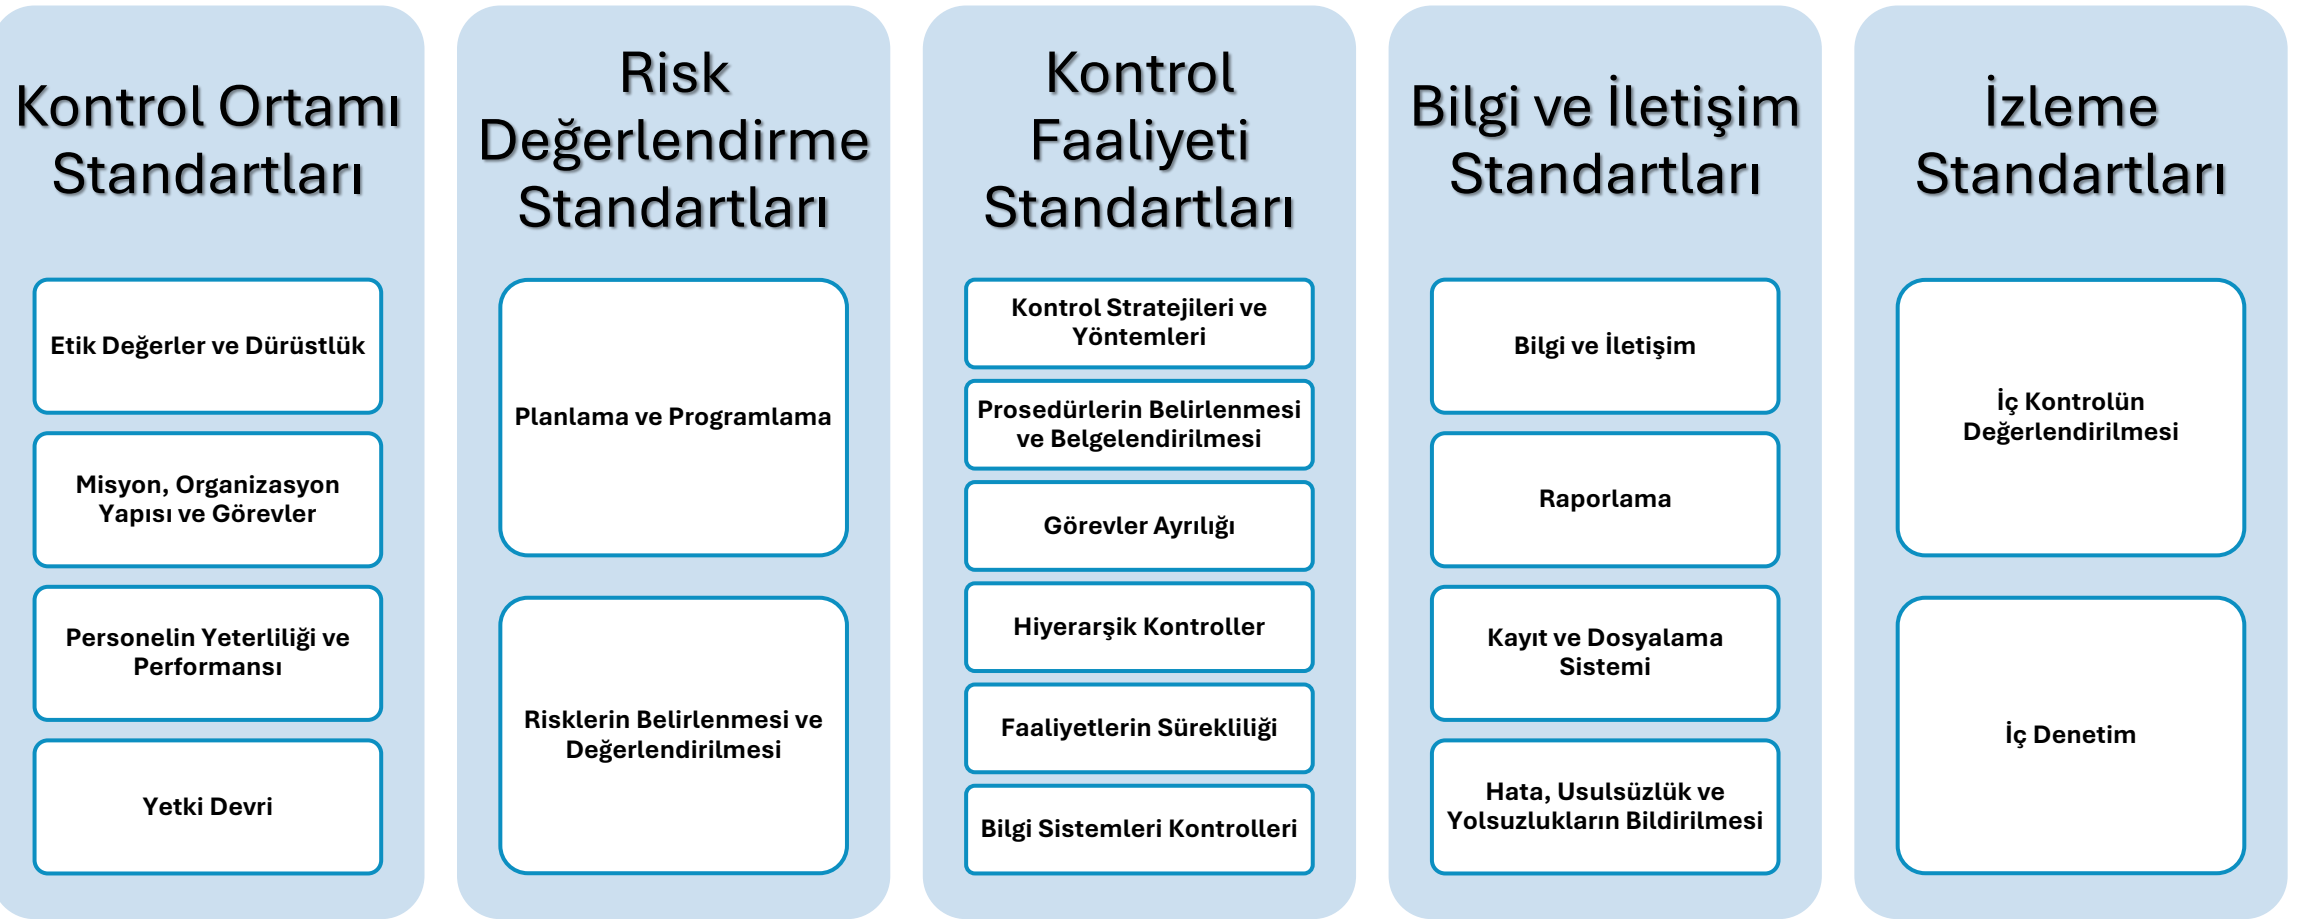 Kontrol Ortamı
Standartları
Etik Değerler ve Dürüstlük
Misyon, Organizasyon
Yapısı ve Görevler
Personelin Yeterliliği ve
Performansı
Yetki Devri
Risk
Değerlendirme
Standartları
Planlama ve Programlama
Risklerin Belirlenmesi ve
Değerlendirilmesi
Kontrol
Faaliyeti
Standartları
Kontrol Stratejileri ve
Yöntemleri
Prosedürlerin Belirlenmesi
ve Belgelendirilmesi
Görevler Ayrılığı
Hiyerarşik Kontroller
Faaliyetlerin Sürekliliği
Bilgi Sistemleri Kontrolleri
Bilgi ve İletişim
Standartları
Bilgi ve İletişim
Raporlama
Kayıt ve Dosyalama
Sistemi
Hata, Usulsüzlük ve
Yolsuzlukların Bildirilmesi
İzleme
Standartları
İç Kontrolün
Değerlendirilmesi
İç Denetim